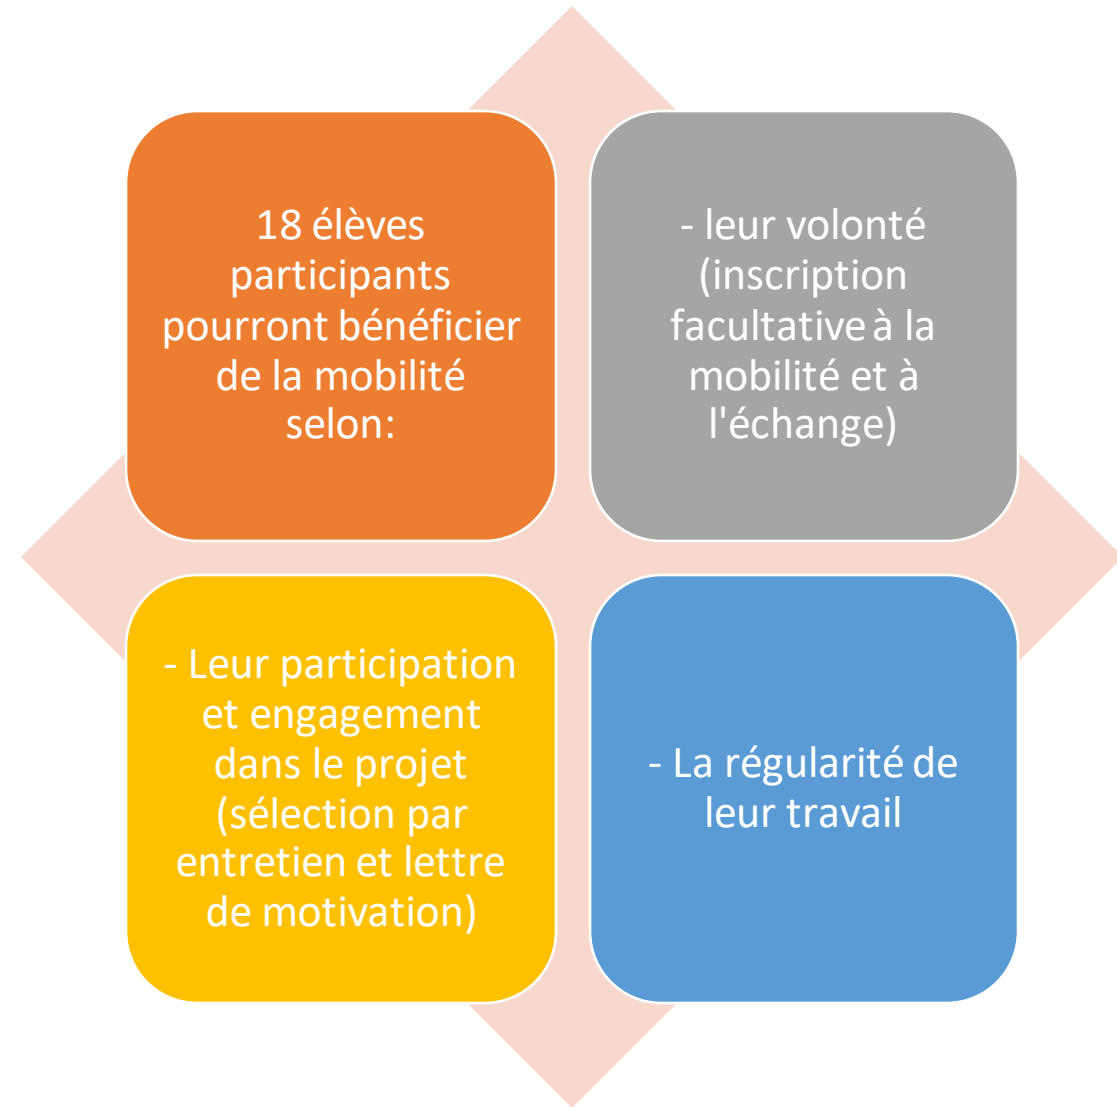 18 élèves
participants
pourront bénéficier
de la mobilité
selon:
- leur volonté
(inscription
facultative à la
mobilité et à
l'échange)
- Leur participation
et engagement
dans le projet
(sélection par
entretien et lettre
de motivation)
- La régularité de
leur travail